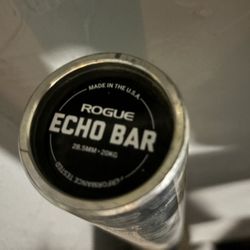 MADE IN THE U.S.A.
ROGUE
ECHO BAR
28.5MM • 20KG
PERFORMANCE TESTED